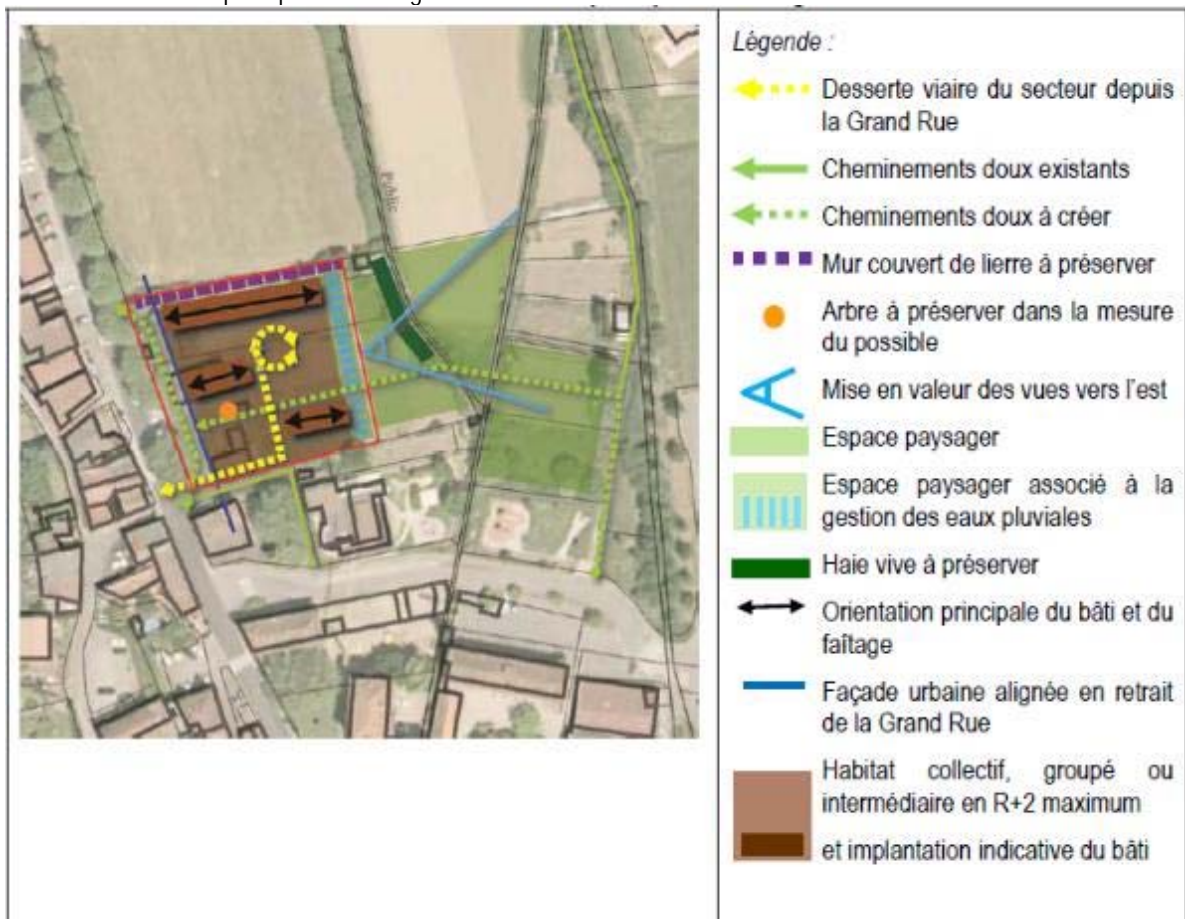 Lègende :
Desserte viaire du secteur depuis
la Grand Rue
Cheminements doux existants
Cheminements doux à créer
Mur couvert de lierre à préserver
Arbre à préserver dans la mesure
du possible
Mise en valeur des vues vers l'est
Espace paysager
Espace paysager associé à la
gestion des eaux pluviales
Haie vive à préserver
Orientation principale du bâti et du
faîtage
Façade urbaine alignée en retrait
de la Grand Rue
Habitat collectif, groupé ou
intermédiaire en R+2 maximum
et implantation indicative du bâti
Public